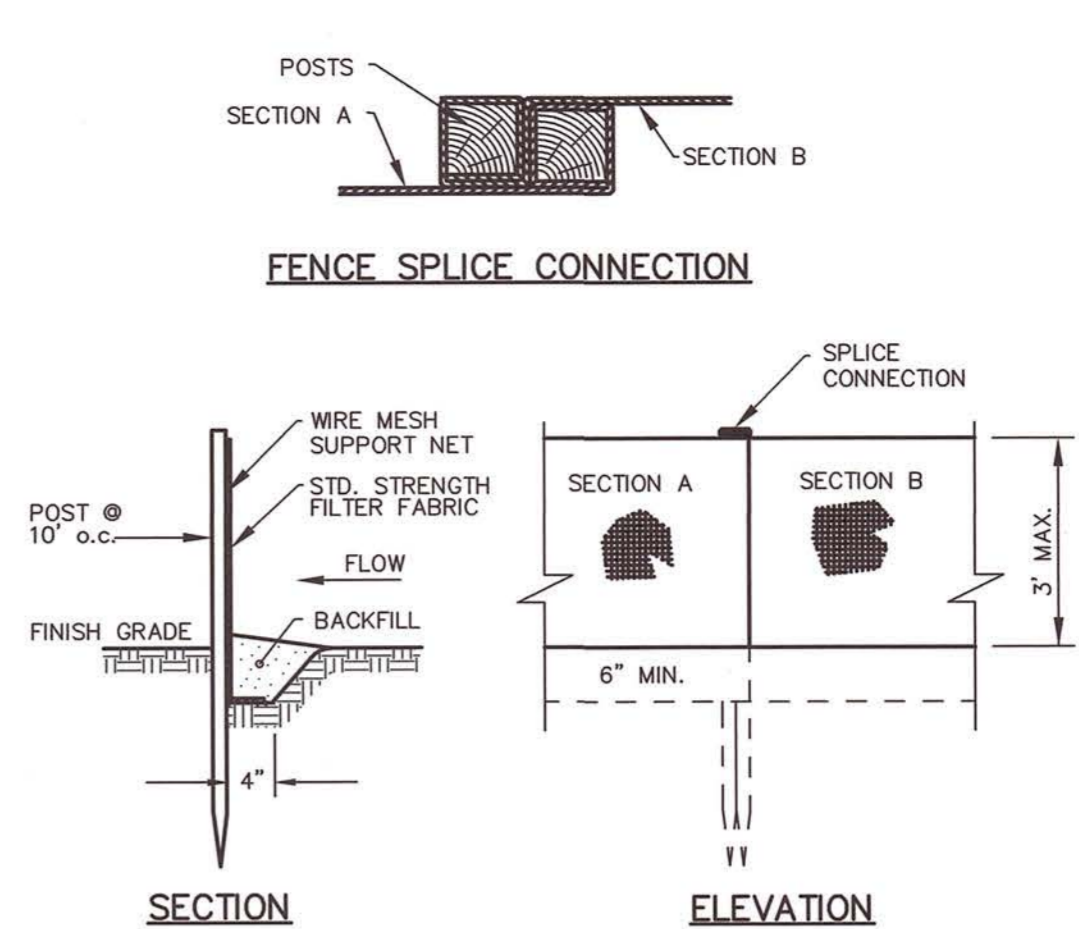 POSTS
SECTION A
SECTION B
FENCE SPLICE CONNECTION
SPLICE
CONNECTION
WIRE MESH
SUPPORT NET
STD. STRENGTH
FILTER FABRIC
POST @
10' o.c.
FLOW
BACKFILL
FINISH GRADE
4"
SECTION
SECTION A
SECTION B
3' MAX.
6" MIN.
ELEVATION